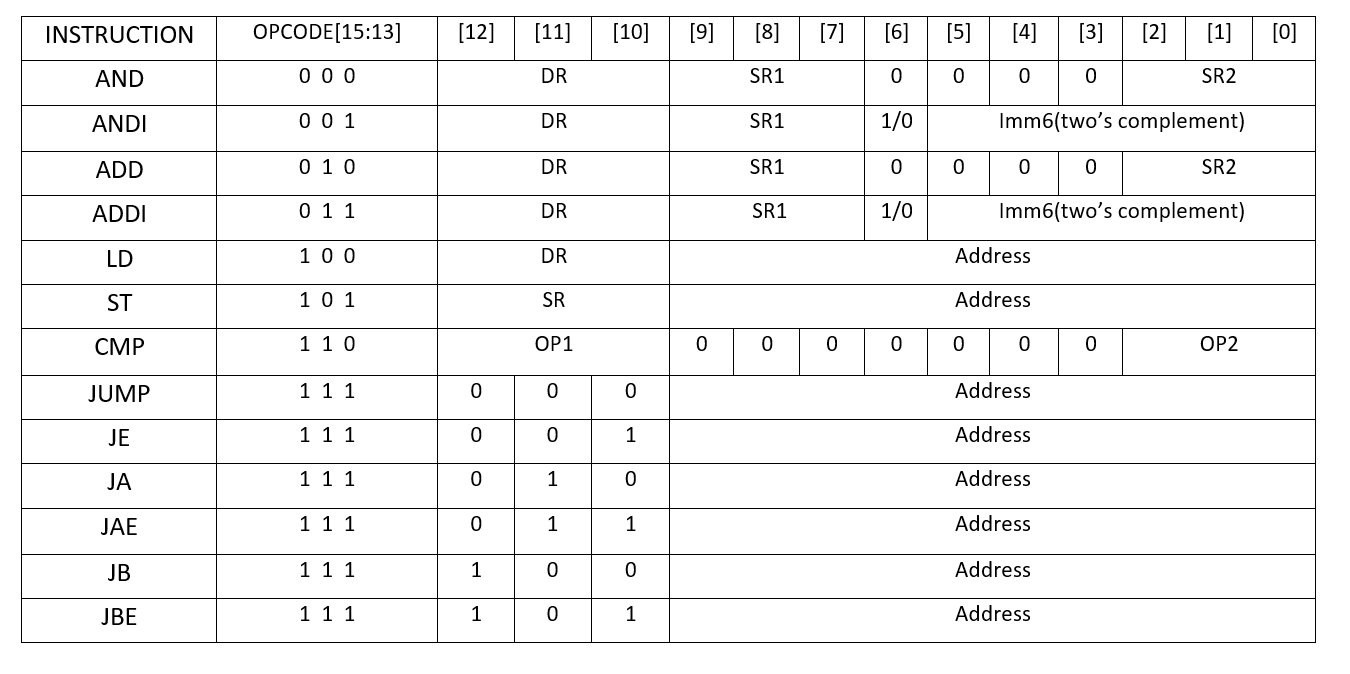 INSTRUCTION OPCODE[15:13] [12] [11] [10] [9] [8] [7] [6] [5] [4] [3] [2] [1] [0]
AND 0 0 0 DR SR1 0 0 0 0 SR2
ANDI 0 0 1 DR SR1 1/0 Imm6(two's complement)
ADD 0 1 0 DR SR1 0 0 0 0 SR2
ADDI 0 1 1 DR SR1 1/0 Imm6(two's complement)
LD 1 0 0 DR Address
ST 1 0 1 SR Address
CMP 1 1 0 OP1 0 0 0 0 0 0 0 OP2
JUMP 1 1 1 0 0 0 Address
JE 1 1 1 0 0 1 Address
JA 1 1 1 0 1 0 Address
JAE 1 1 1 0 1 1 Address
JB 1 1 1 1 0 0 Address
JBE 1 1 1 1 0 1 Address